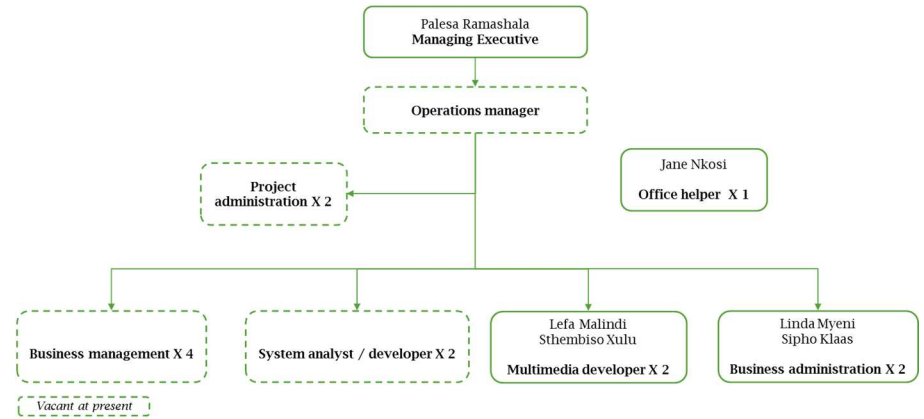 Palesa Ramashala
Managing Executive
Operations manager
Jane Nkosi
Office helper X 1
Project
administration X 2
Business management X 4
System analyst / developer X 2
Lefa Malindi
Sthembiso Xulu
Multimedia developer X 2
Linda Myeni
Sipho Klaas
Business administration X 2
Vacant at present